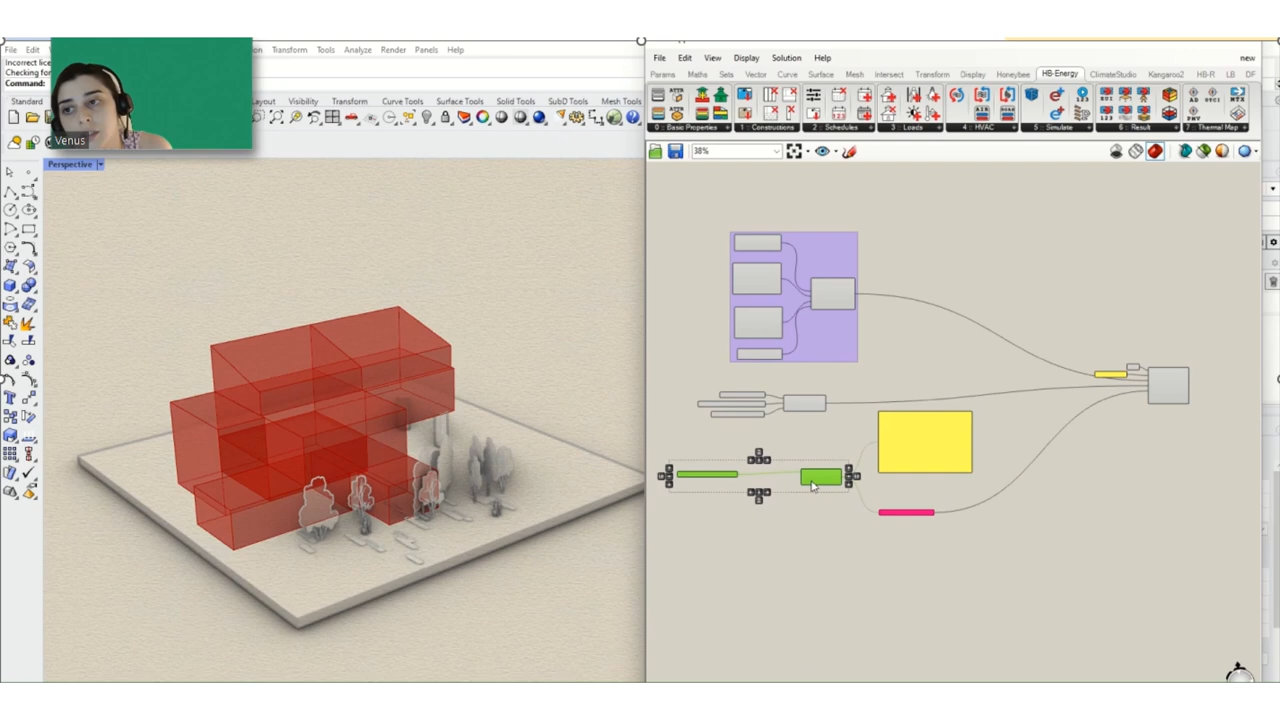 File Edit
Transform Tools Analyze Render Panels Help
Incorrect lice
Checking for
Command:
Standard
ayout Visibility Transform Curve Tools Surface Tools Solid Tools SubD Tools Mesh Tools
Venus
Perspective
File Edit View Display Solution Help
new
Params Maths Sets Vector Curve Surface Mesh Intersect Transform Display Honeybee HB-Energy ClimateStudio Kangaroo2 HB-R LB DF
0 :: Basic Properties
1 :: Constructions
2 :: Schedules
3 :: Loads
4 :: HVAC
5 :: Simulate
6 :: Result
7 :: Thermal Map
38%